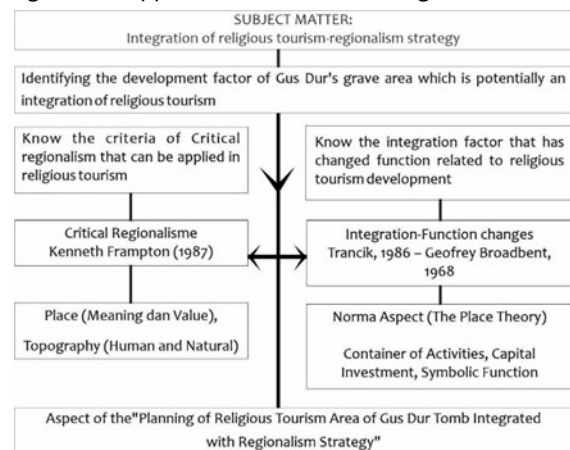 SUBJECT MATTER:
Integration of religious tourism-regionalism strategy
Identifying the development factor of Gus Dur's grave area which is potentially an
integration of religious tourism
Know the criteria of Critical
regionalism that can be applied in
religious tourism
Know the integration factor that has
changed function related to religious
tourism development
Critical Regionalisme
Kenneth Frampton (1987)
Integration-Function changes
Trancik, 1986 – Geofrey Broadbent,
1968
Place (Meaning dan Value),
Topography (Human and Natural)
Norma Aspect (The Place Theory)
Container of Activities, Capital
Investment, Symbolic Function
Aspect of the"Planning of Religious Tourism Area of Gus Dur Tomb Integrated
with Regionalism Strategy"